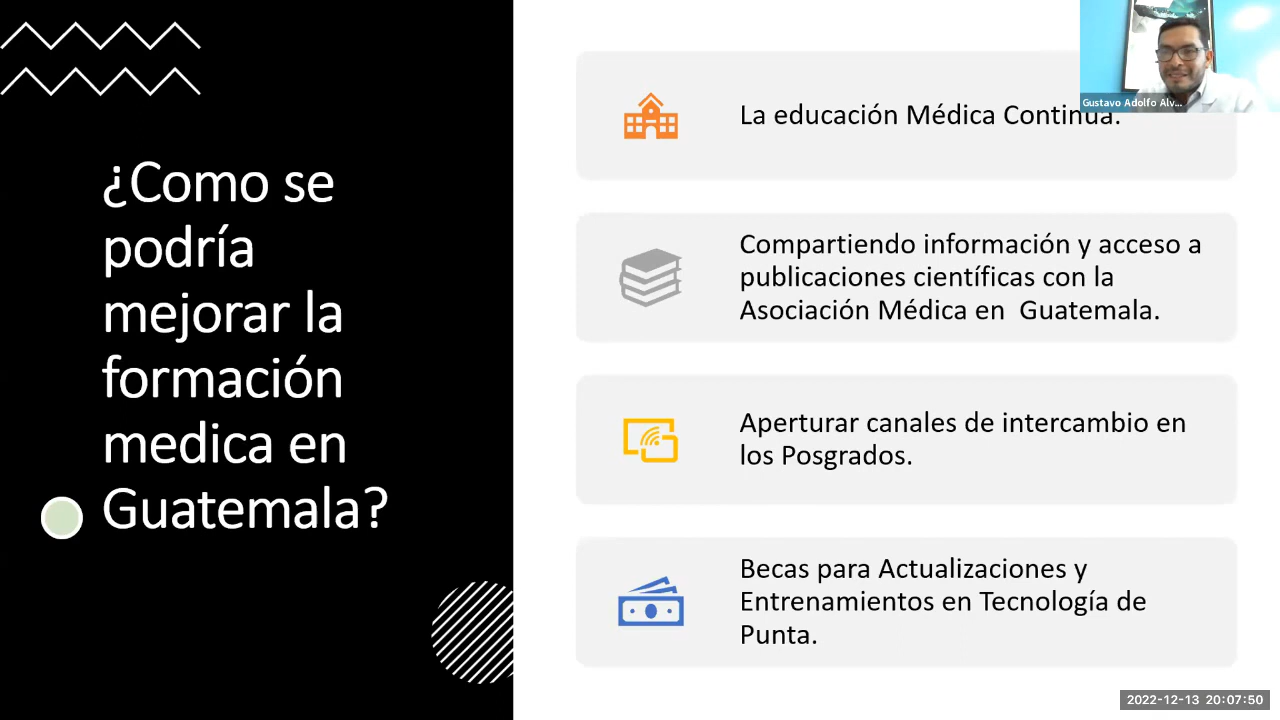 ¿Como se
podría
mejorar la
formación
medica en
Guatemala?
La educación Médica Continua.
Compartiendo información y acceso a
publicaciones científicas con la
Asociación Médica en  Guatemala.
Aperturar canales de intercambio en
los Posgrados.
Becas para Actualizaciones y
Entrenamientos en Tecnología de
Punta.
Gustavo Adolfo Alv...
2022-12-13 20:07:50